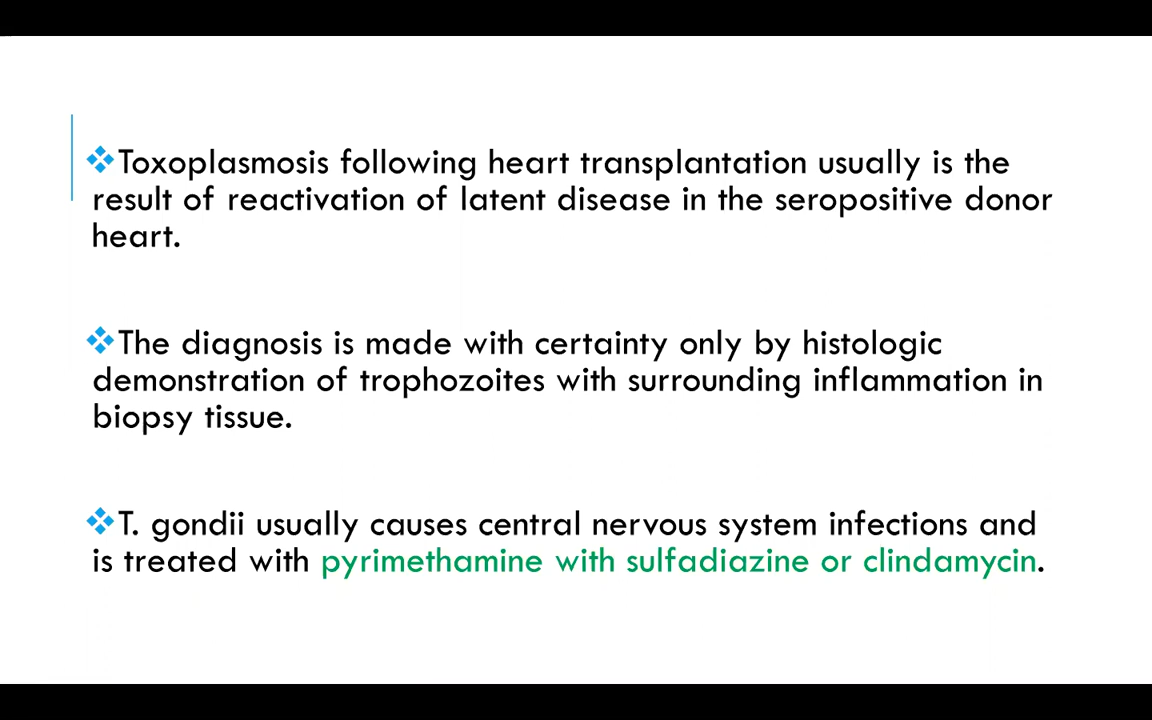 ❖Toxoplasmosis following heart transplantation usually is the
result of reactivation of latent disease in the seropositive donor
heart.
❖The diagnosis is made with certainty only by histologic
demonstration of trophozoites with surrounding inflammation in
biopsy tissue.
❖T. gondii usually causes central nervous system infections and
is treated with pyrimethamine with sulfadiazine or clindamycin.